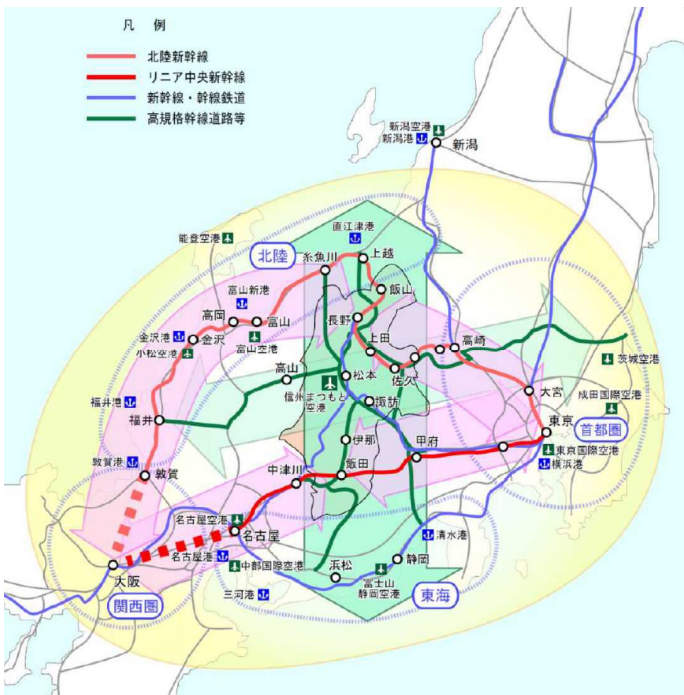 凡 例
北陸新幹線
リニア中央新幹線
新幹線・幹線鉄道
高規格幹線道路等
新潟空港
新潟港
新潟
能登空港
直江津港
北陸
糸魚川
上越
飯山
富山新港
高岡
富山
金沢港
金沢
小松空港
富山空港
長野
上田
高崎
佐久
茨城空港
高山
松本
信州まつもと
空港
諏訪
大宮
成田国際空港
福井港
福井
東京
首都圏
伊那
甲府
東京国際空港
横浜港
敦賀港
敦賀
中津川
飯田
名古屋空港
名古屋
名古屋港
中部国際空港
清水港
静岡
浜松
富士山
静岡空港
大阪
三河港
関西圏
東海